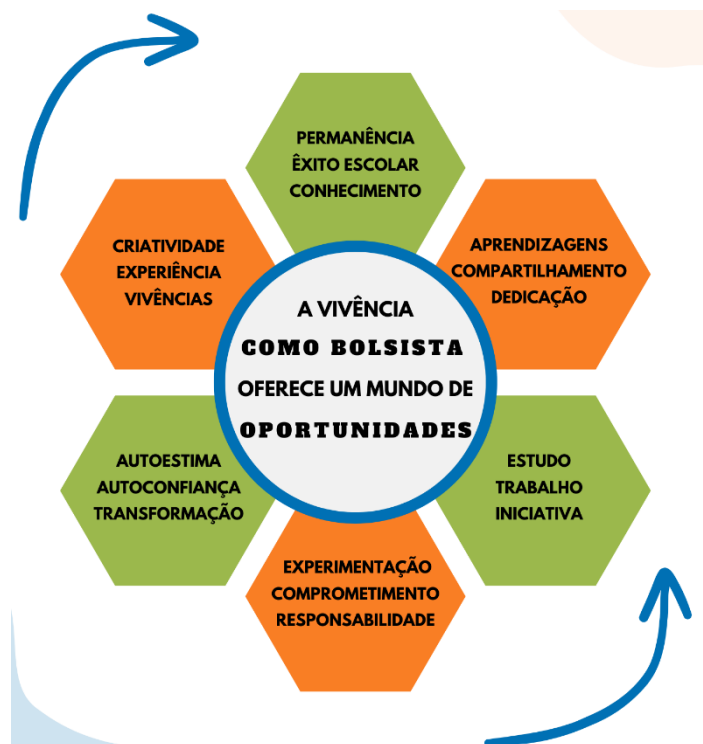 PERMANÊNCIA
ÊXITO ESCOLAR
CONHECIMENTO
CRIATIVIDADE
EXPERIÊNCIA
VIVÊNCIAS
APRENDIZAGENS
COMPARTILHAMENTO
DEDICAÇÃO
A VIVÊNCIA
COMO BOLSISTA
OFERECE UM MUNDO DE
OPORTUNIDADES
AUTOESTIMA
AUTOCONFIANÇA
TRANSFORMAÇÃO
ESTUDO
TRABALHO
INICIATIVA
EXPERIMENTAÇÃO
COMPROMETIMENTO
RESPONSABILIDADE